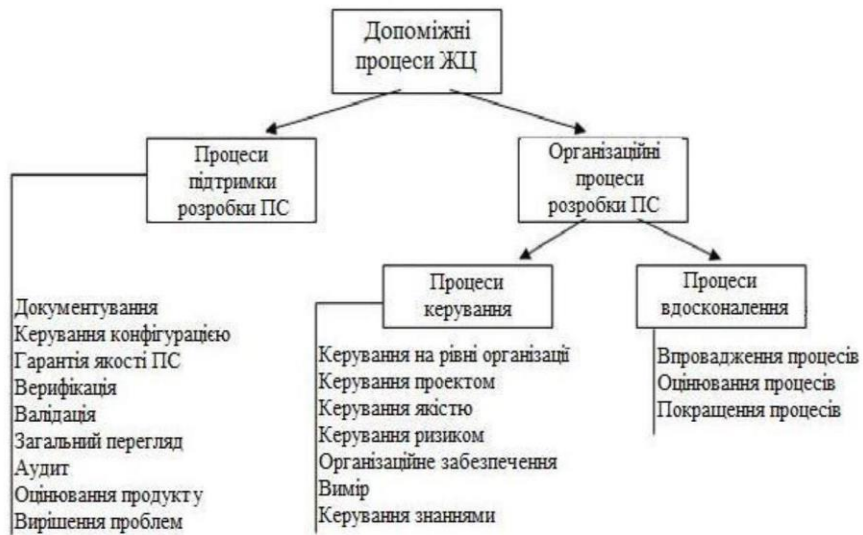 Допоміжні
процеси ЖЦ
Процеси
підтримки
розробки ПС
Організаційні
процеси
розробки ПС
Документування
Керування конфігурацією
Гарантія якості ПС
Верифікація
Валідація
Загальний перегляд
Аудит
Оцінювання продукту
Вирішення проблем
Процеси
керування
Керування на рівні організації
Керування проектом
Керування якістю
Керування ризиком
Організаційне забезпечення
Вимір
Керування знаннями
Процеси
вдосконалення
Впровадження процесів
Оцінювання процесів
Покращення процесів